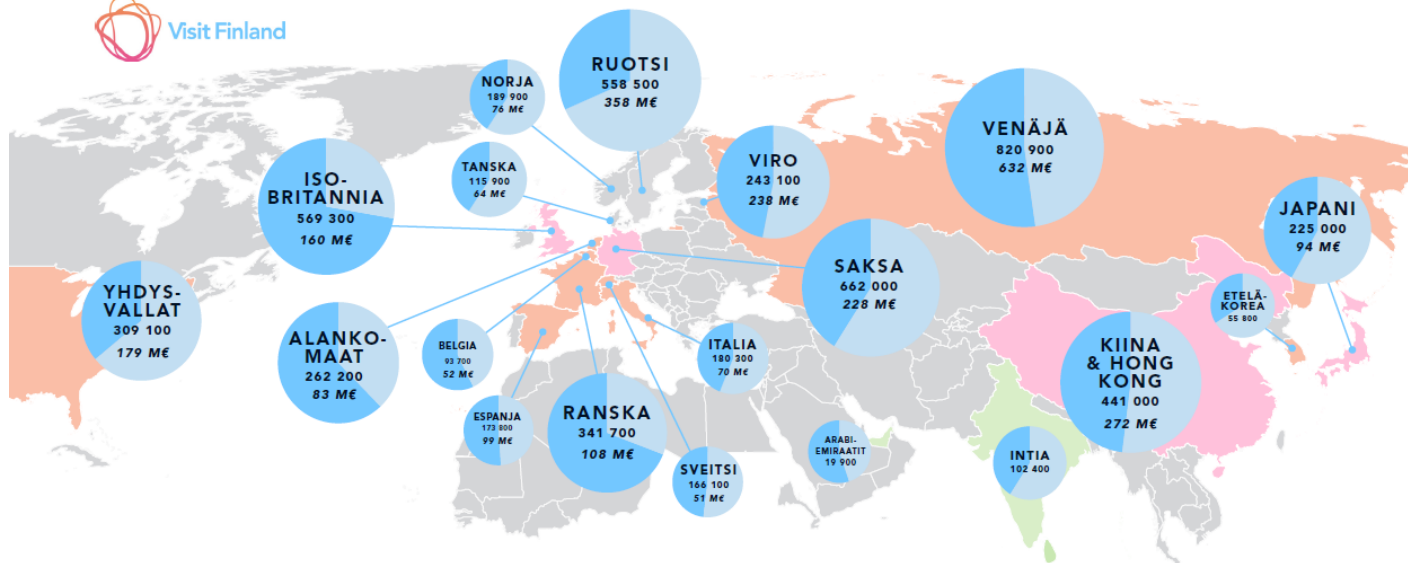 Visit Finland
NORJA
189 900
76 M€
RUOTSI
558 500
358 M€
VENÄJÄ
820 900
632 M€
ISO-
BRITANNIA
569 300
160 M€
TANSKA
115 900
64 M€
VIRO
243 100
238 M€
JAPANI
225 000
94 M€
SAKSA
662 000
228 M€
YHDYS-
VALLAT
309 100
179 M€
ALANKO-
MAAT
262 200
83 M€
BELGIA
93 700
52 M€
ITALIA
180 300
70 M€
ETELÄ-
KOREA
55 800
KIINA
& HONG
KONG
441 000
272 M€
ESPANJA
173 800
99 M€
RANSKA
341 700
108 M€
SVEITSI
166 100
51 M€
ARABI-
EMIRAATIT
19 900
INTIA
102 400